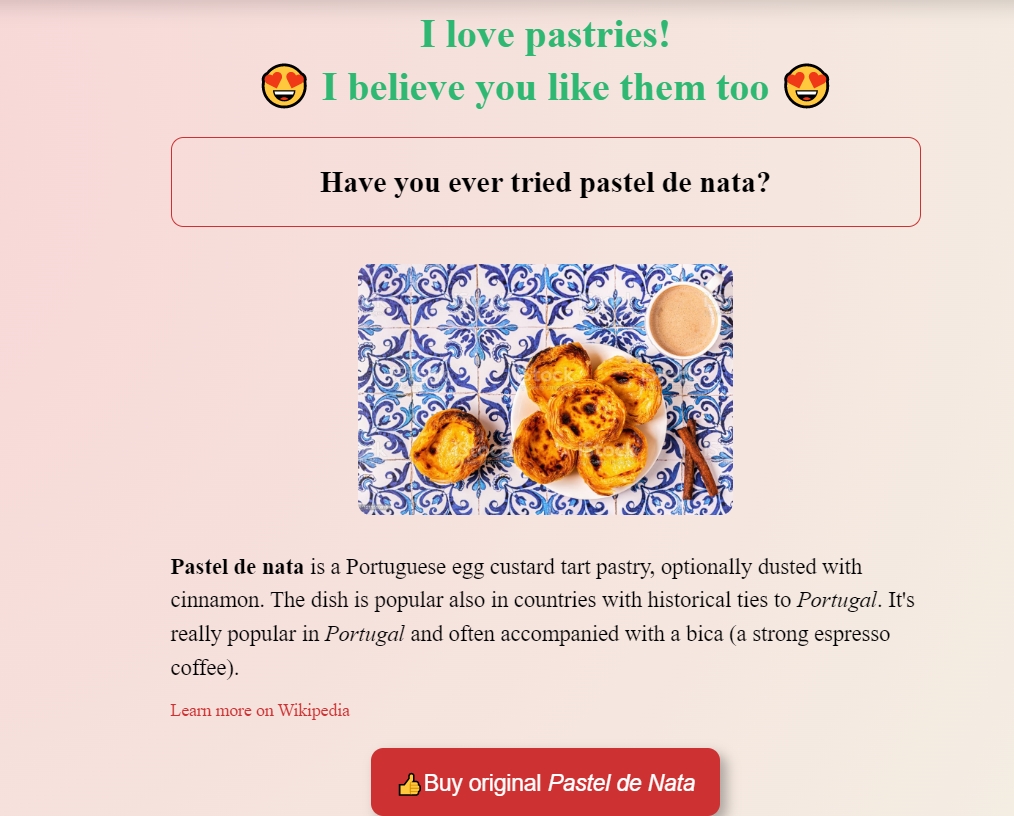 I love pastries!
😍 I believe you like them too 😍
Have you ever tried pastel de nata?
Pastel de nata is a Portuguese egg custard tart pastry, optionally dusted with
cinnamon. The dish is popular also in countries with historical ties to Portugal. It's
really popular in Portugal and often accompanied with a bica (a strong espresso
coffee).
Learn more on Wikipedia
👍Buy original Pastel de Nata